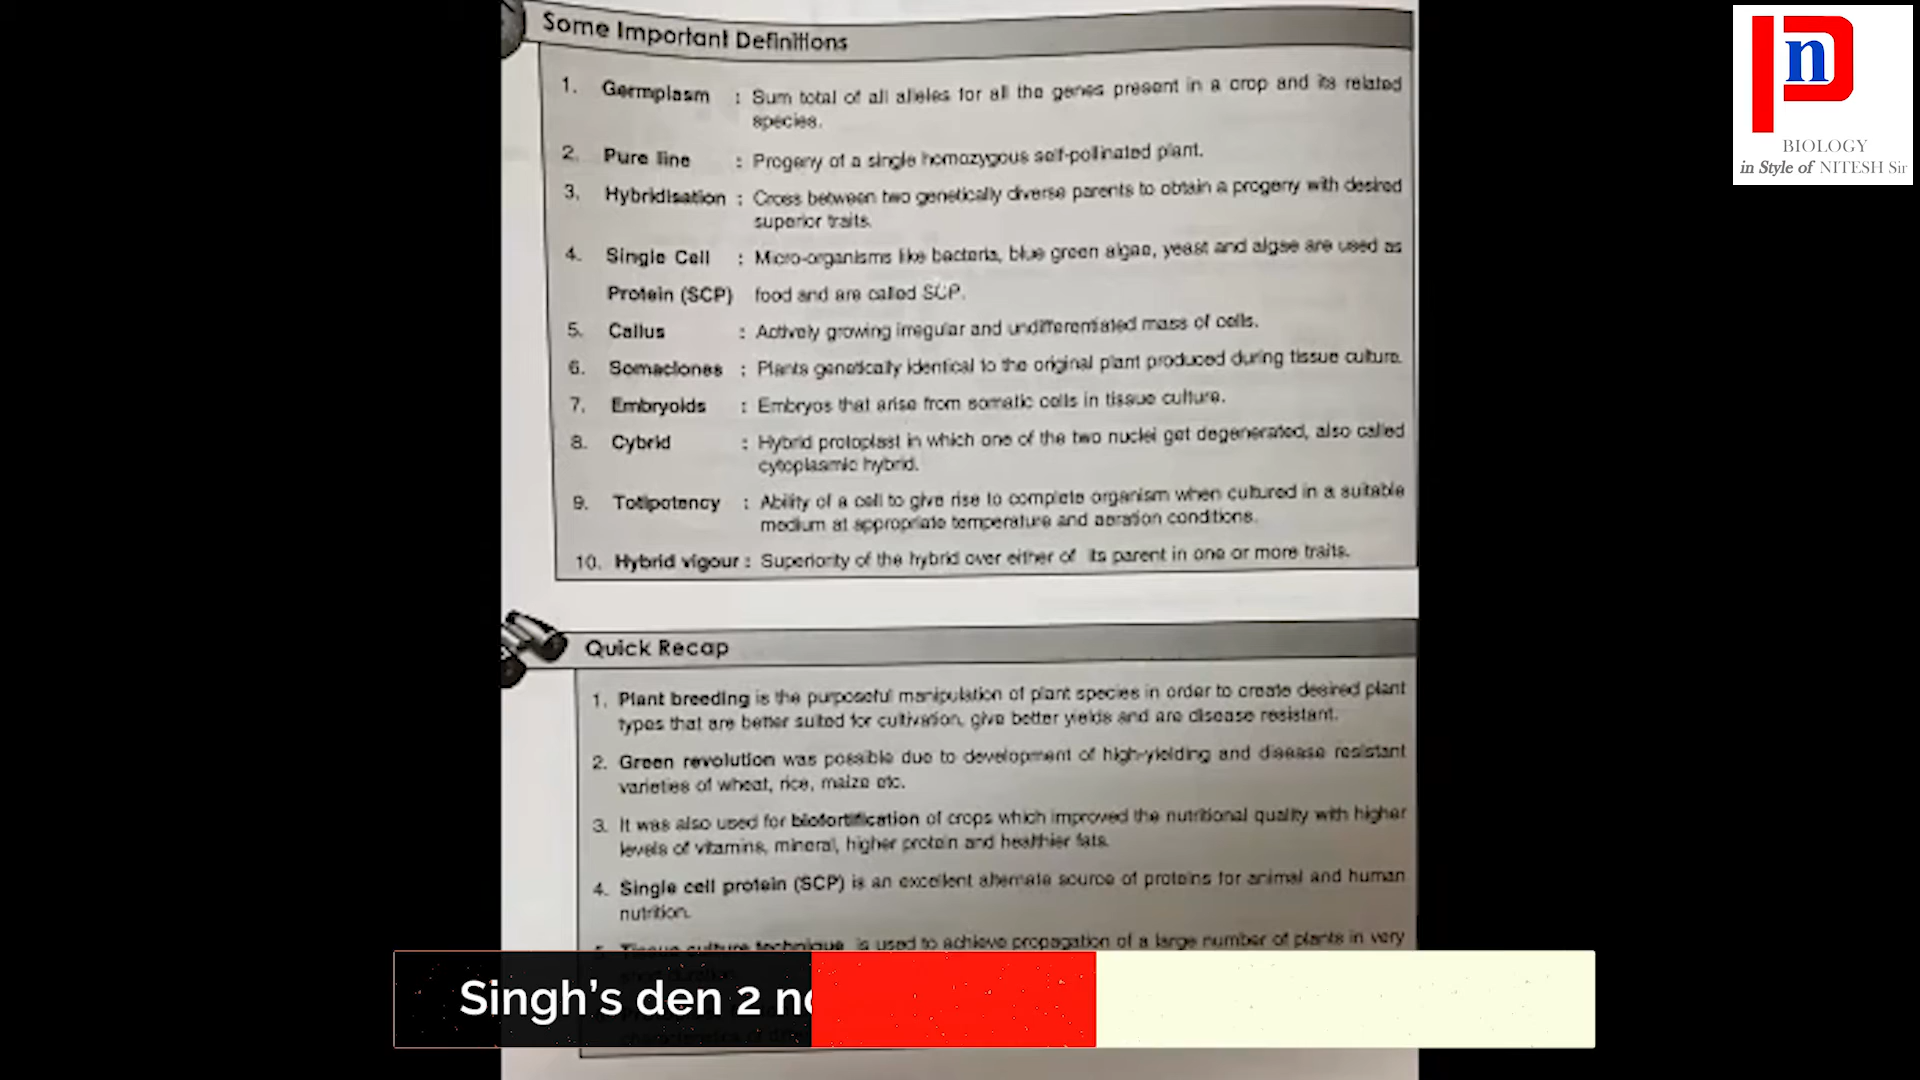 Some Important Definitions
1. Germplasm : Sum total of all alleles for all the genes present in a crop and its related
species.
2. Pure line : Progeny of a single homozygous self-pollinated plant.
3. Hybridisation : Cross between two genetically diverse parents to obtain a progeny with desired
superior traits.
4. Single Cell : Micro-organisms like bacteria, blue green algae, yeast and algae are used as
Protein (SCP) food and are called SCP.
5. Callus : Actively growing irregular and undifferentiated mass of cells.
6. Somaclones : Plants genetically identical to the original plant produced during tissue culture.
7. Embryoids : Embryos that arise from somatic cells in tissue culture.
8. Cybrid : Hybrid protoplast in which one of the two nuclei get degenerated, also called
cytoplasmic hybrid.
9. Totipotency : Ability of a cell to give rise to complete organism when cultured in a suitable
medium at appropriate temperature and aeration conditions.
10. Hybrid vigour : Superiority of the hybrid over either of its parent in one or more traits.
Quick Recap
1. Plant breeding is the purposeful manipulation of plant species in order to create desired plant
types that are better suited for cultivation, give better yields and are disease resistant.
2. Green revolution was possible due to development of high-yielding and disease resistant
varieties of wheat, rice, maize etc.
3. It was also used for biofortification of crops which improved the nutritional quality with higher
levels of vitamins, mineral, higher protein and healthier fats.
4. Single cell protein (SCP) is an excellent alternate source of proteins for animal and human
nutrition.
5. Tissue culture technique is used to achieve propagation of a large number of plants in very
Singh's den 2
Pn
BIOLOGY
in Style of NITESH Sir